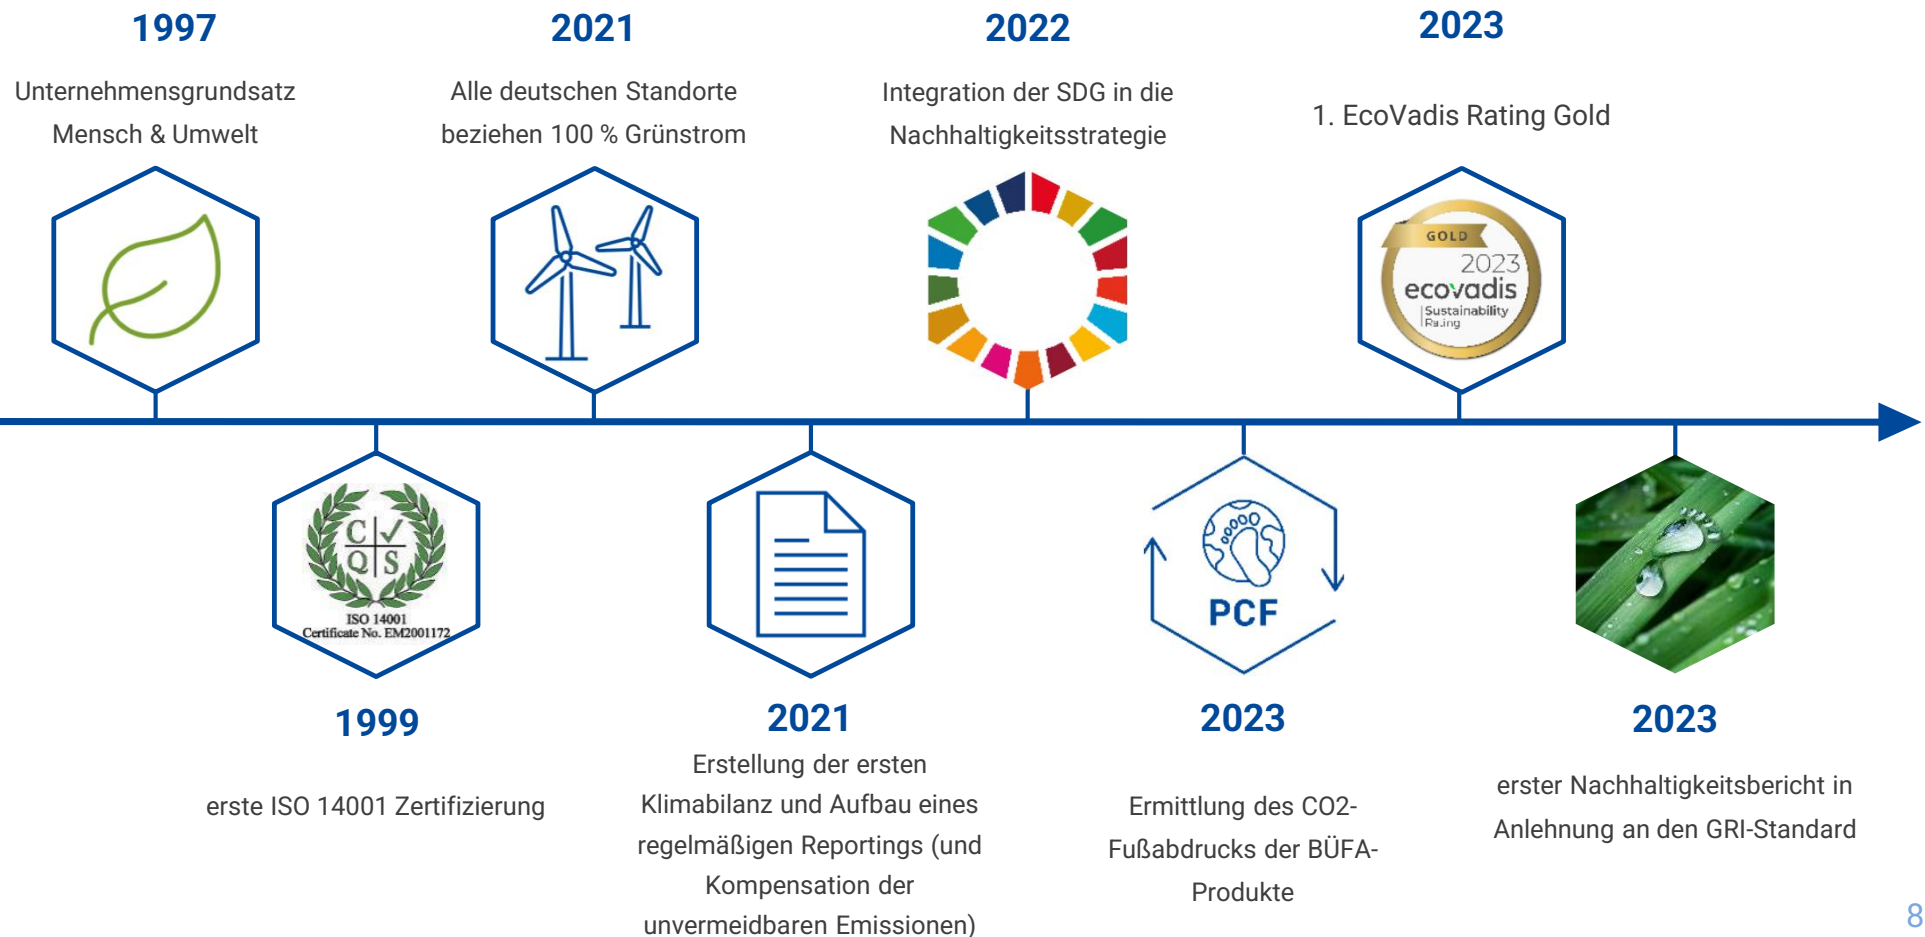 1997
Unternehmensgrundsatz
Mensch & Umwelt
2021
Alle deutschen Standorte
beziehen 100 % Grünstrom
2022
Integration der SDG in die
Nachhaltigkeitsstrategie
2023
1. EcoVadis Rating Gold
GOLD
2023
ecovadis
Sustainability
Rating
C
Q S
ISO 14001
Certificate No. EM2001172
1999
erste ISO 14001 Zertifizierung
2021
Erstellung der ersten
Klimabilanz und Aufbau eines
regelmäßigen Reportings (und
Kompensation der
unvermeidbaren Emissionen)
PCF
2023
Ermittlung des CO2-
Fußabdrucks der BÜFA-
Produkte
2023
erster Nachhaltigkeitsbericht in
Anlehnung an den GRI-Standard
8